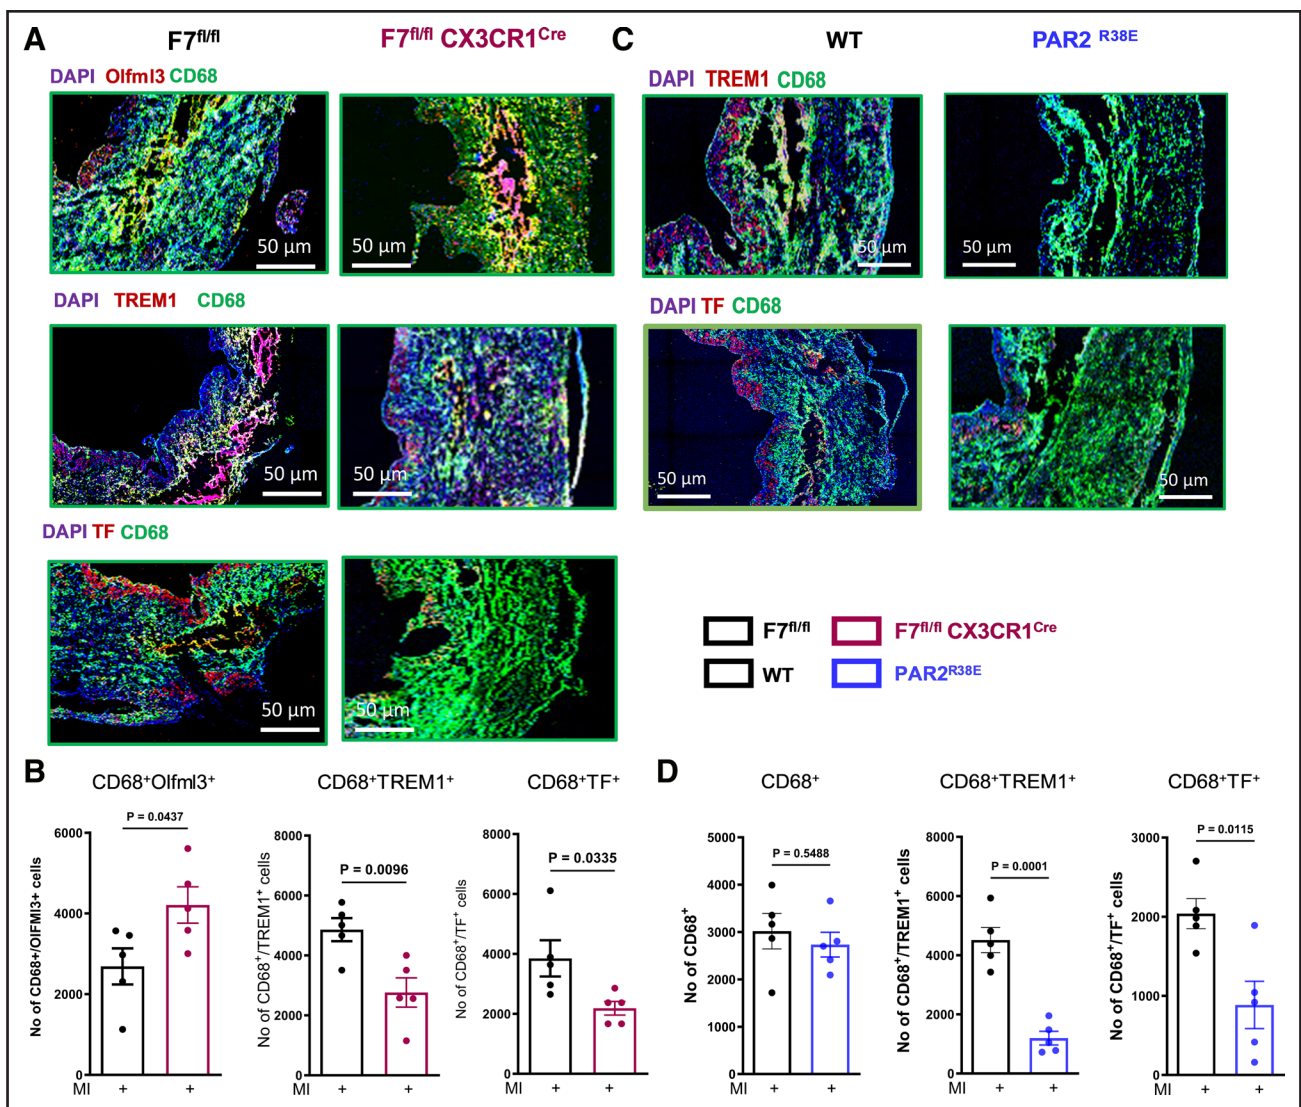 A
F7fl/fl
F7fl/fl CX3CR1Cre
C
WT
PAR2 R38E
DAPI Olfml3 CD68
DAPI TREM1 CD68
50 µm
50 µm
50 µm
50 µm
DAPI TREM1 CD68
DAPI TF CD68
50 µm
50 µm
50 µm
50 µm
DAPI TF CD68
50 µm
50 µm
F7fl/fl
F7fl/fl CX3CR1Cre
WT
PAR2R38E
B
CD68+Olfml3+
CD68+TREM1+
CD68+TF+
D
CD68+
CD68+TREM1+
CD68+TF+
P = 0.0437
P = 0.0096
P = 0.0335
P = 0.5488
P = 0.0001
P = 0.0115
No of CD68+/OlFMl3+ cells
6000
4000
2000
0
No of CD68+/TREM1+ cells
8000
6000
4000
2000
0
No of CD68+/TF+ cells
8000
6000
4000
2000
0
No of CD68+
5000
4000
3000
2000
1000
0
No of CD68+/TREM1+ cells
8000
6000
4000
2000
0
No of CD68+/TF+ cells
3000
2000
1000
0
MI + +
+ +
+ +
MI + +
+ +
+ +